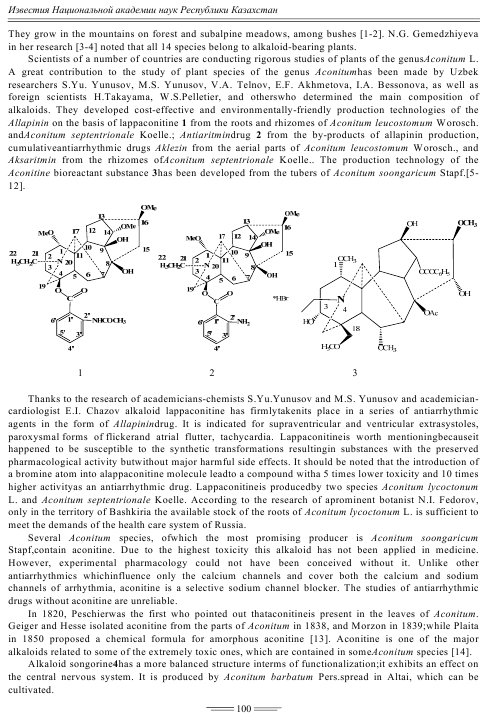 Известия Национальной академии наук Республики Казахстан
They grow in the mountains on forest and subalpine meadows, among bushes [1-2]. N.G. Gemedzhiyeva
in her research [3-4] noted that all 14 species belong to alkaloid-bearing plants.
Scientists of a number of countries are conducting rigorous studies of plants of the genusAconitum L.
A great contribution to the study of plant species of the genus Aconitumhas been made by Uzbek
researchers S.Yu. Yunusov, M.S. Yunusov, V.A. Telnov, E.F. Akhmetova, I.A. Bessonova, as well as
foreign scientists H.Takayama, W.S.Pelletier, and otherswho determined the main composition of
alkaloids. They developed cost-effective and environmentally-friendly production technologies of the
Allapinin on the basis of lappaconitine 1 from the roots and rhizomes of Aconitum leucostomum Worosch.
andAconitum septentrionale Koelle.; Antiaritmindrug 2 from the by-products of allapinin production,
cumulativeantiarrhythmic drugs Aklezin from the aerial parts of Aconitum leucostomum Worosch., and
Aksaritmin from the rhizomes ofAconitum septentrionale Koelle.. The production technology of the
Aconitine bioreactant substance 3has been developed from the tubers of Aconitum soongaricum Stapf.[5-
12].
OMe
13
16
MeO
17
12
14
OMe
OH
22
21
1
10
9
15
H3CH2C
2
11
N
20
3
8
4
5
6
7
OH
19
O
C
O
6'
1'
2'
NHCOCH3
5'
3'
4'
OMe
13
16
MeO
17
12
14
OMe
OH
22
21
1
10
9
15
H3CH2C
2
11
N
20
3
8
4
5
6
7
OH
19
O
C
O
*HBr
6'
1'
2'
NH2
5'
3'
4'
OH
OCH3
OCH3
1
OCOC6H5
N
3
4
OH
HO
OAc
18
H3CO
OCH3
1
2
3
Thanks to the research of academicians-chemists S.Yu.Yunusov and M.S. Yunusov and academician-
cardiologist E.I. Chazov alkaloid lappaconitine has firmlytakenits place in a series of antiarrhythmic
agents in the form of Allapinindrug. It is indicated for supraventricular and ventricular extrasystoles,
paroxysmal forms of flickerand atrial flutter, tachycardia. Lappaconitineis worth mentioningbecauseit
happened to be susceptible to the synthetic transformations resultingin substances with the preserved
pharmacological activity butwithout major harmful side effects. It should be noted that the introduction of
a bromine atom into alappaconitine molecule leadto a compound witha 5 times lower toxicity and 10 times
higher activityas an antiarrhythmic drug. Lappaconitineis producedby two species Aconitum lycoctonum
L. and Aconitum septentrionale Koelle. According to the research of aprominent botanist N.I. Fedorov,
only in the territory of Bashkiria the available stock of the roots of Aconitum lycoctonum L. is sufficient to
meet the demands of the health care system of Russia.
Several Aconitum species, ofwhich the most promising producer is Aconitum soongaricum
Stapf,contain aconitine. Due to the highest toxicity this alkaloid has not been applied in medicine.
However, experimental pharmacology could not have been conceived without it. Unlike other
antiarrhythmics whichinfluence only the calcium channels and cover both the calcium and sodium
channels of arrhythmia, aconitine is a selective sodium channel blocker. The studies of antiarrhythmic
drugs without aconitine are unreliable.
In 1820, Peschierwas the first who pointed out thataconitineis present in the leaves of Aconitum.
Geiger and Hesse isolated aconitine from the parts of Aconitum in 1838, and Morzon in 1839;while Plaita
in 1850 proposed a chemical formula for amorphous aconitine [13]. Aconitine is one of the major
alkaloids related to some of the extremely toxic ones, which are contained in someAconitum species [14].
Alkaloid songorine4has a more balanced structure interms of functionalization;it exhibits an effect on
the central nervous system. It is produced by Aconitum barbatum Pers.spread in Altai, which can be
cultivated.
100